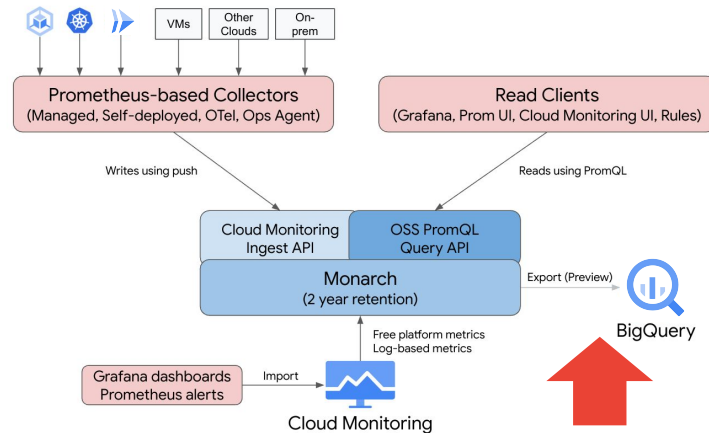 VMs
Other
Clouds
On-
prem
Prometheus-based Collectors
(Managed, Self-deployed, OTel, Ops Agent)
Read Clients
(Grafana, Prom UI, Cloud Monitoring UI, Rules)
Writes using push
Reads using PromQL
Cloud Monitoring
Ingest API
OSS PromQL
Query API
Monarch
(2 year retention)
Export (Preview)
BigQuery
Free platform metrics
Log-based metrics
Grafana dashboards
Prometheus alerts
Import
Cloud Monitoring